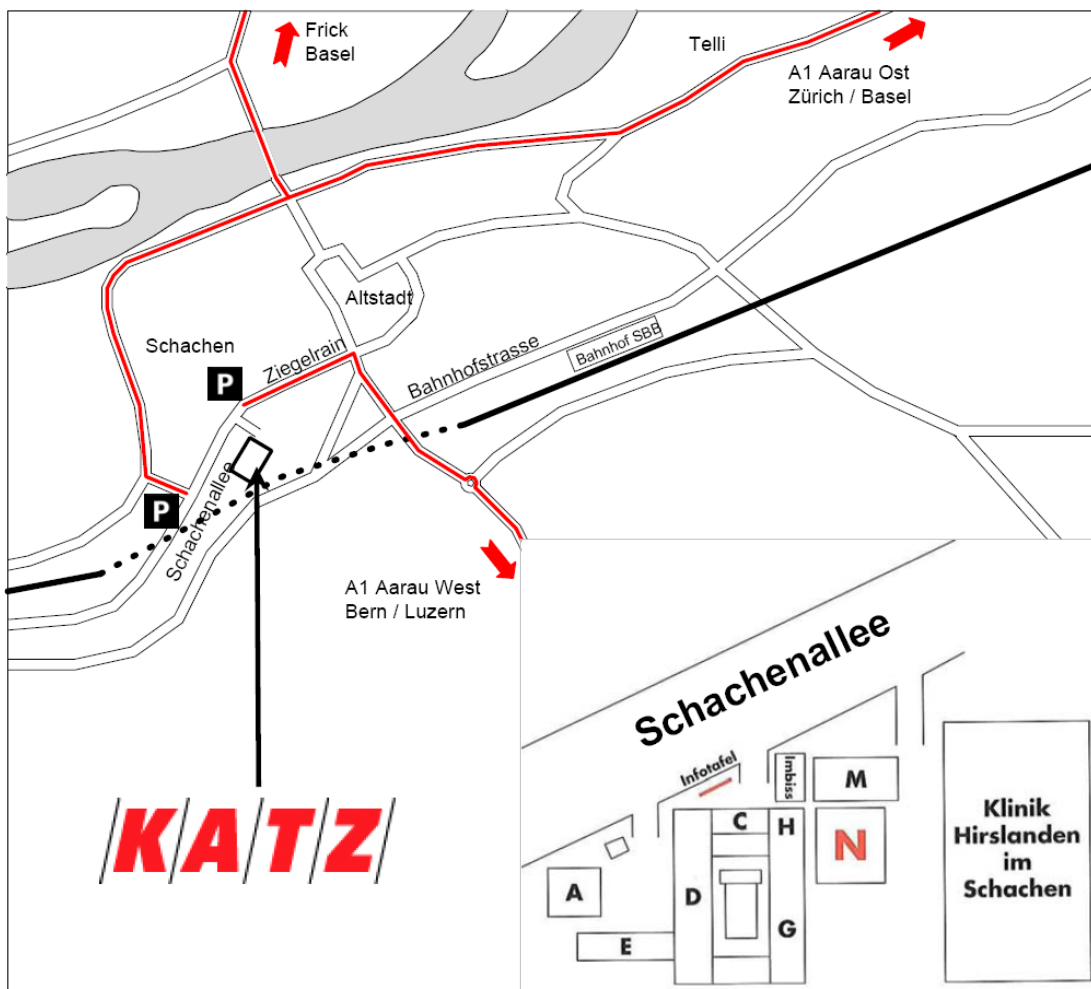 Frick
Basel
Telli
A1 Aarau Ost
Zürich / Basel
Altstadt
Schachen
Ziegelrain
Bahnhofstrasse
Bahnhof SBB
P
P
Schachenallee
A1 Aarau West
Bern / Luzern
KATZ
Schachenallee
Infotafel
Imbiss
M
C
H
N
A
D
E
G
Klinik
Hirslanden
im
Schachen